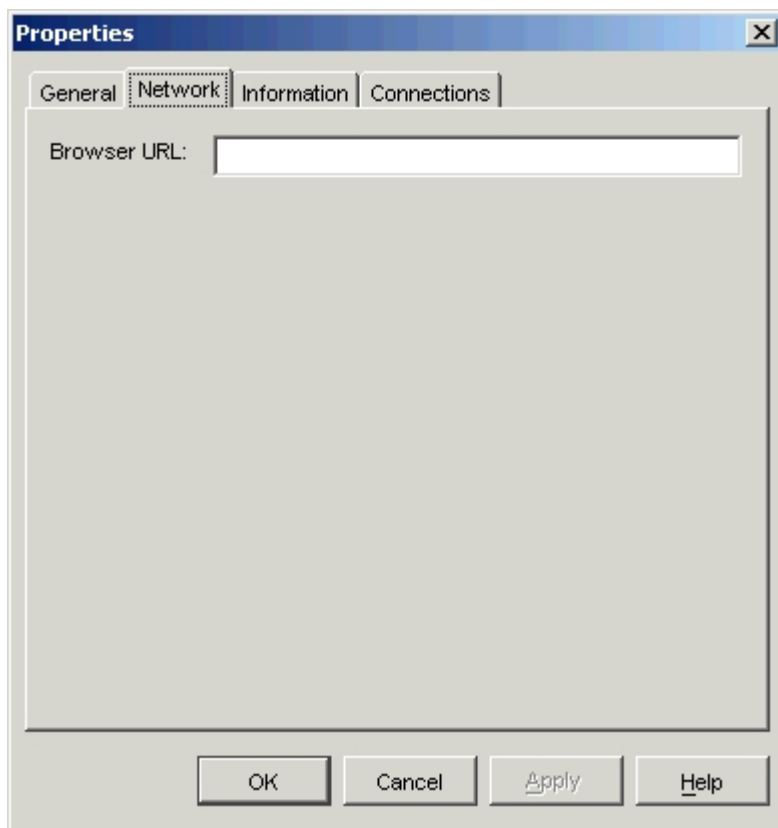 Properties
General Network Information Connections
Browser URL:
OK Cancel Apply Help